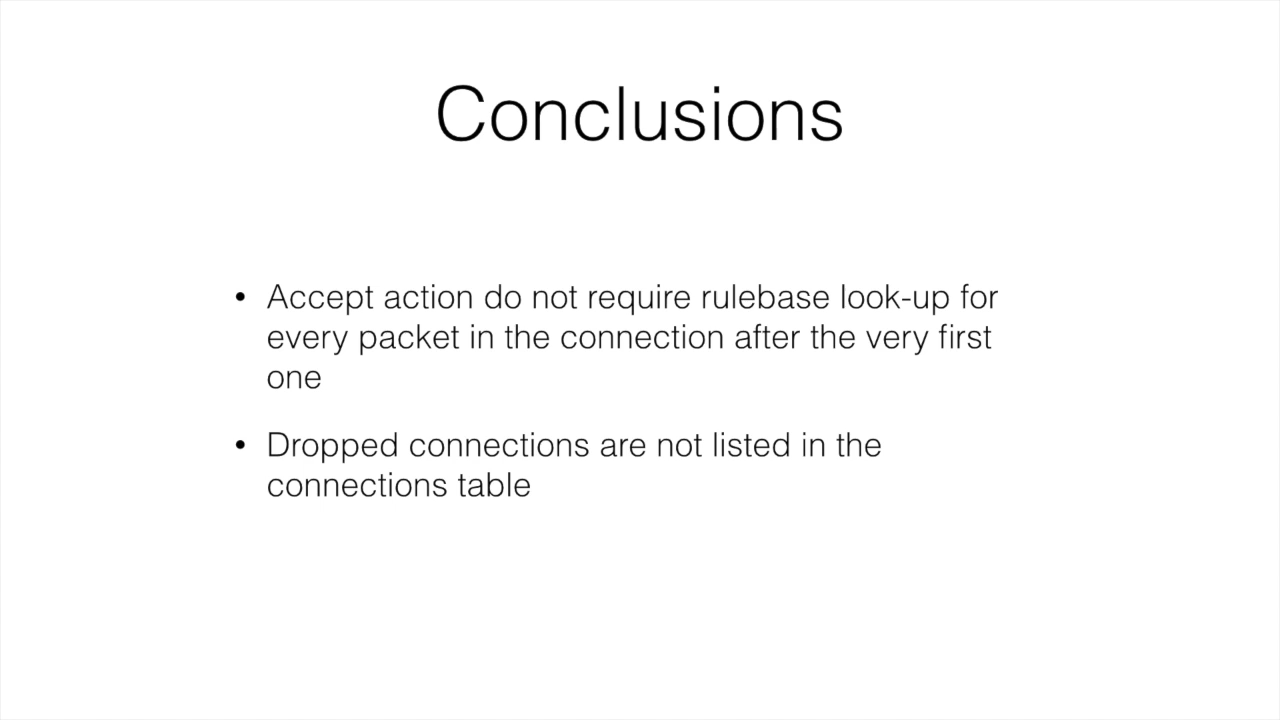 Conclusions
• Accept action do not require rulebase look-up for
every packet in the connection after the very first
one
• Dropped connections are not listed in the
connections table